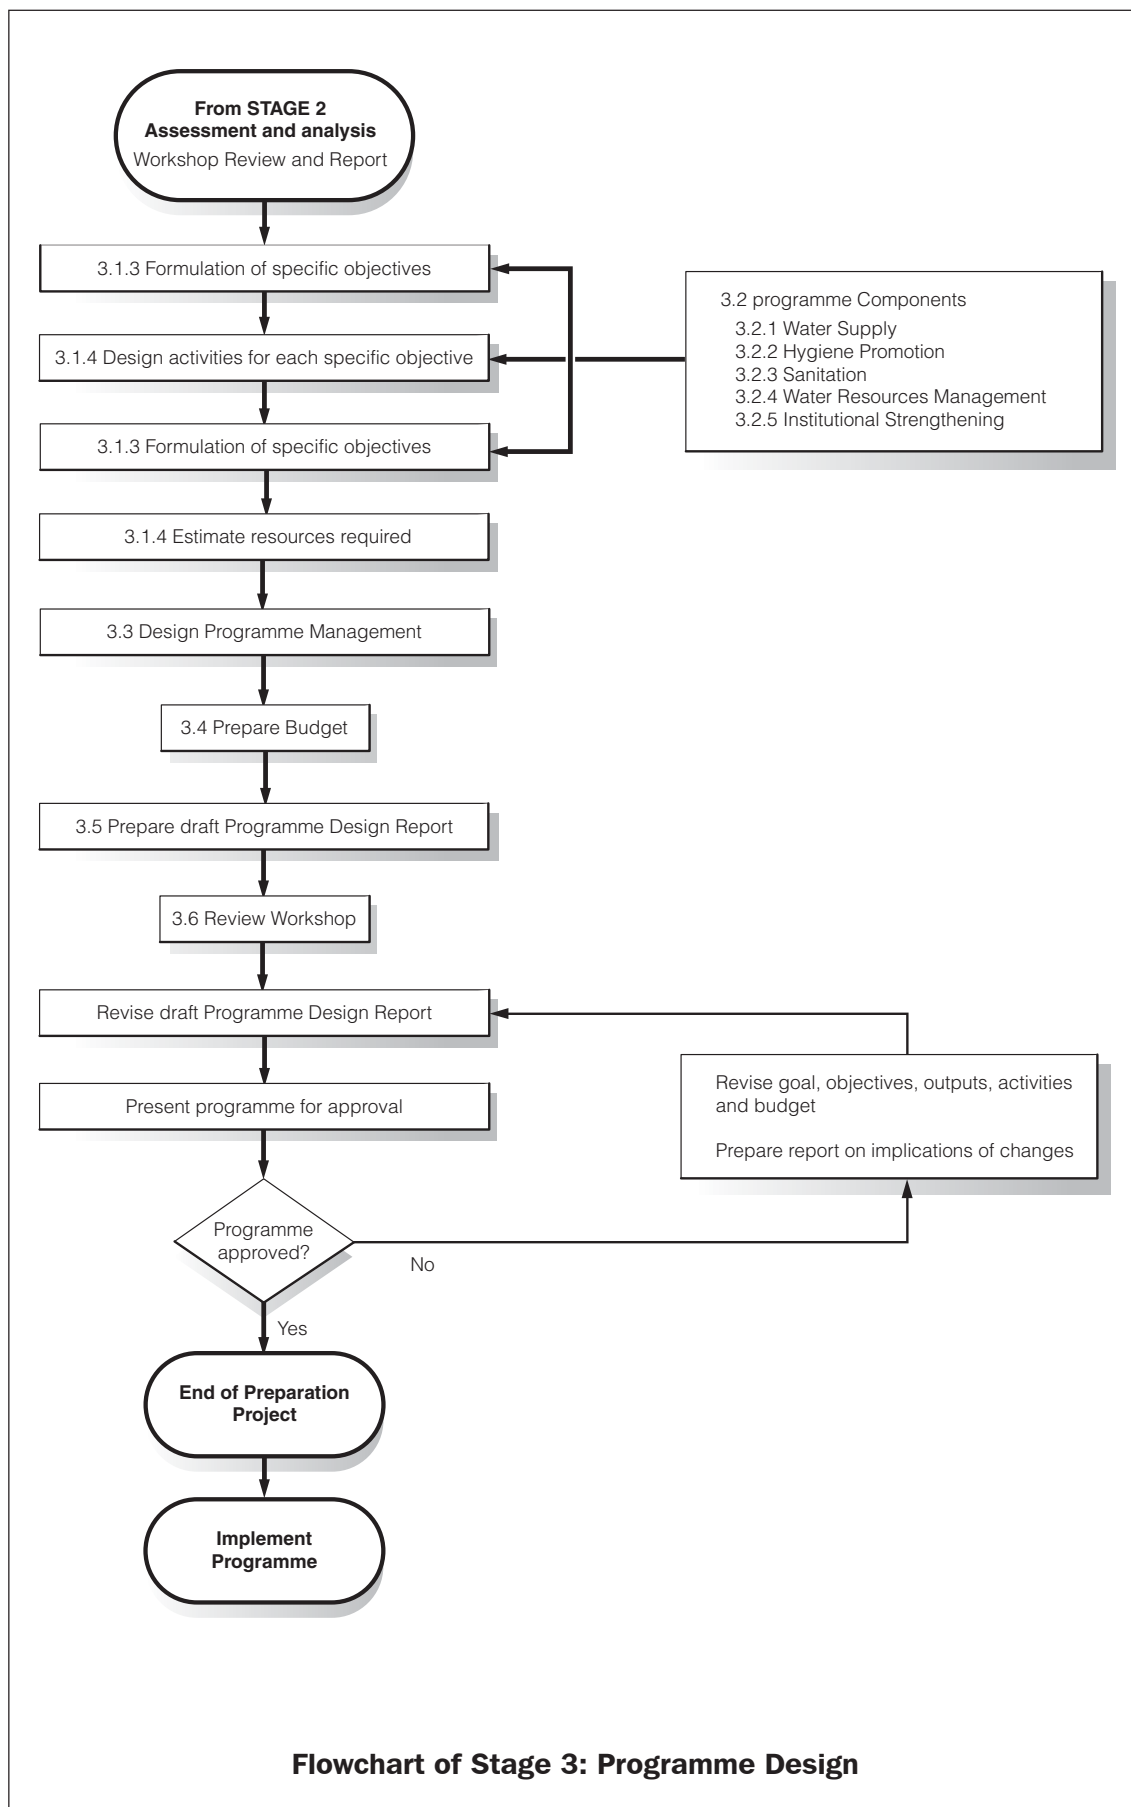 From STAGE 2
Assessment and analysis
Workshop Review and Report
3.1.3 Formulation of specific objectives
3.1.4 Design activities for each specific objective
3.1.3 Formulation of specific objectives
3.1.4 Estimate resources required
3.3 Design Programme Management
3.4 Prepare Budget
3.5 Prepare draft Programme Design Report
3.6 Review Workshop
Revise draft Programme Design Report
Present programme for approval
Programme
approved?
No
Yes
End of Preparation
Project
Implement
Programme
3.2 programme Components
3.2.1 Water Supply
3.2.2 Hygiene Promotion
3.2.3 Sanitation
3.2.4 Water Resources Management
3.2.5 Institutional Strengthening
Revise goal, objectives, outputs, activities
and budget
Prepare report on implications of changes
Flowchart of Stage 3: Programme Design